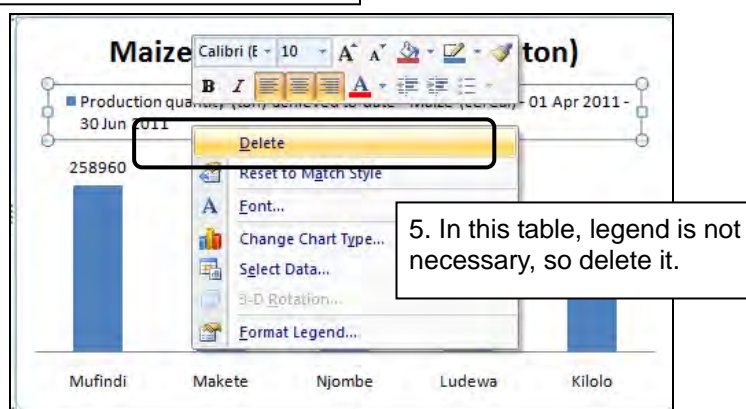 Maize ton)
Calibri (E 10 A A
B I A
Production quantity (ton) achieved to date - Maize (cereal) - 01 Apr 2011 -
30 Jun 2011
258960
Delete
Reset to Match Style
Font...
Change Chart Type...
Select Data...
3-D Rotation...
Format Legend...
5. In this table, legend is not
necessary, so delete it.
Mufindi Makete Njombe Ludewa Kilolo